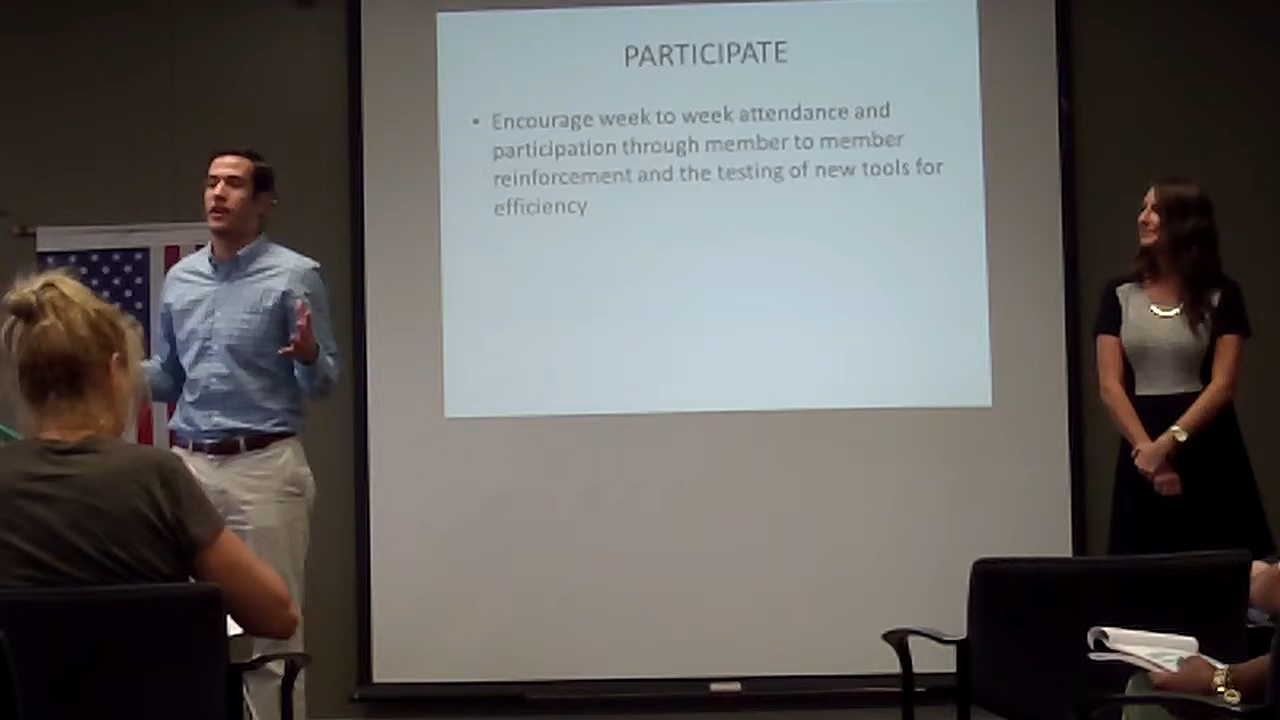 PARTICIPATE
• Encourage week to week attendance and
participation through member to member
reinforcement and the testing of new tools for
efficiency